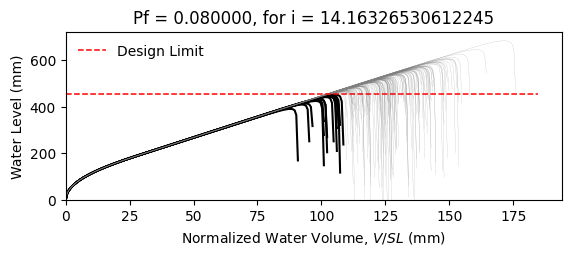 Pf = 0.080000, for i = 14.16326530612245
Design Limit
Water Level (mm)
600
400
200
0
0 25 50 75 100 125 150 175
Normalized Water Volume, V/SL (mm)